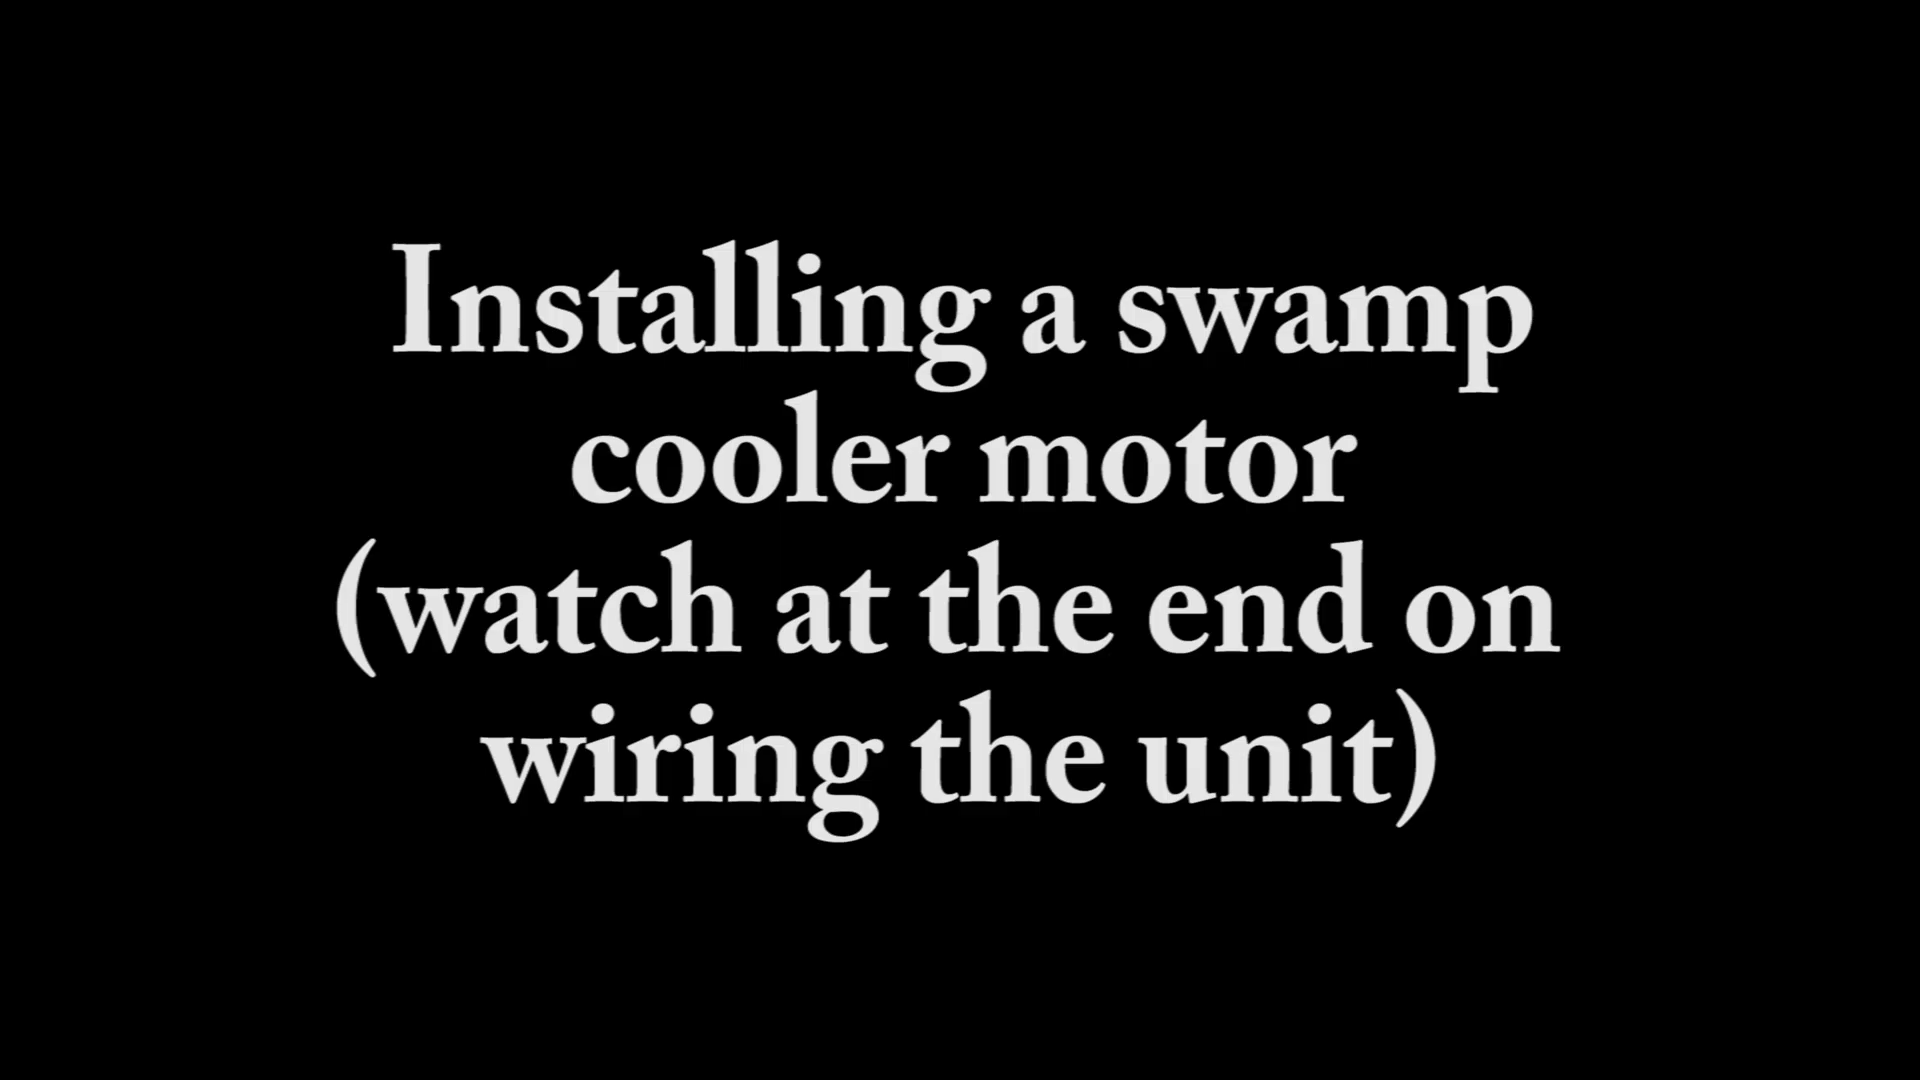 Installing a swamp
cooler motor
(watch at the end on
wiring the unit)